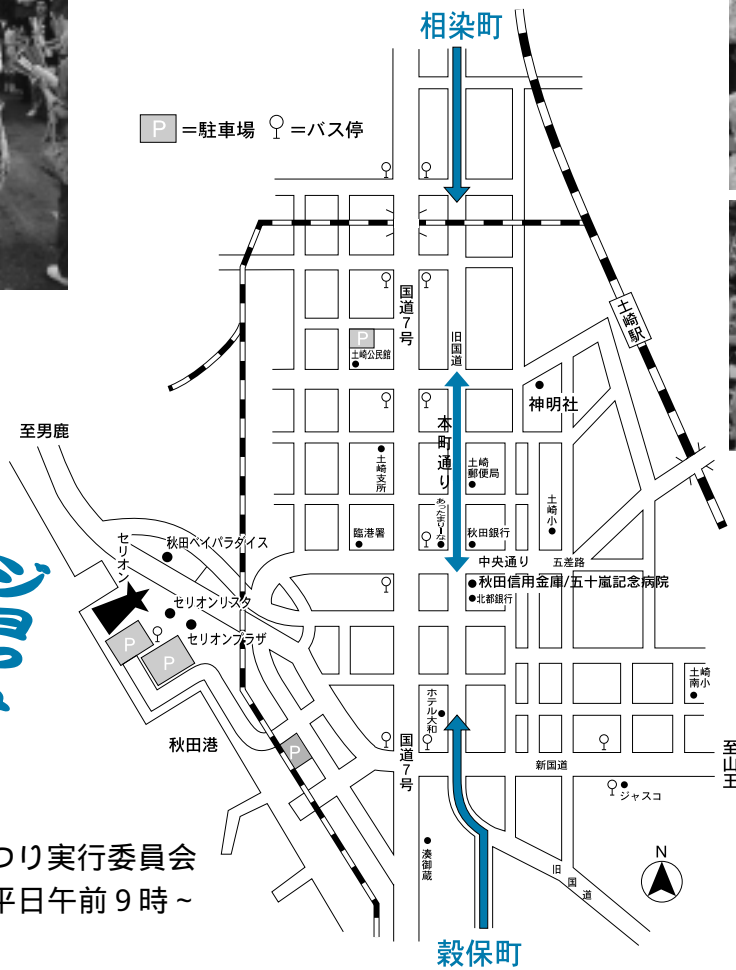 相染町
P =駐車場 =バス停
国道7号
旧国道
土崎駅
P
土崎公民館
神明社
本町通り
至男鹿
土崎支所
土崎郵便局
あったまりーな
土崎小
臨港署
秋田銀行
セリオン
秋田ベイパラダイス
中央通り
五差路
秋田信用金庫/五十嵐記念病院
北都銀行
セリオンリスタ
セリオンプラザ
P
P
土崎南小
ホテル大和
秋田港
P
国道7号
至山王
新国道
ジャスコ
湊御蔵
N
旧国道
つり実行委員会
平日午前9時~
穀保町